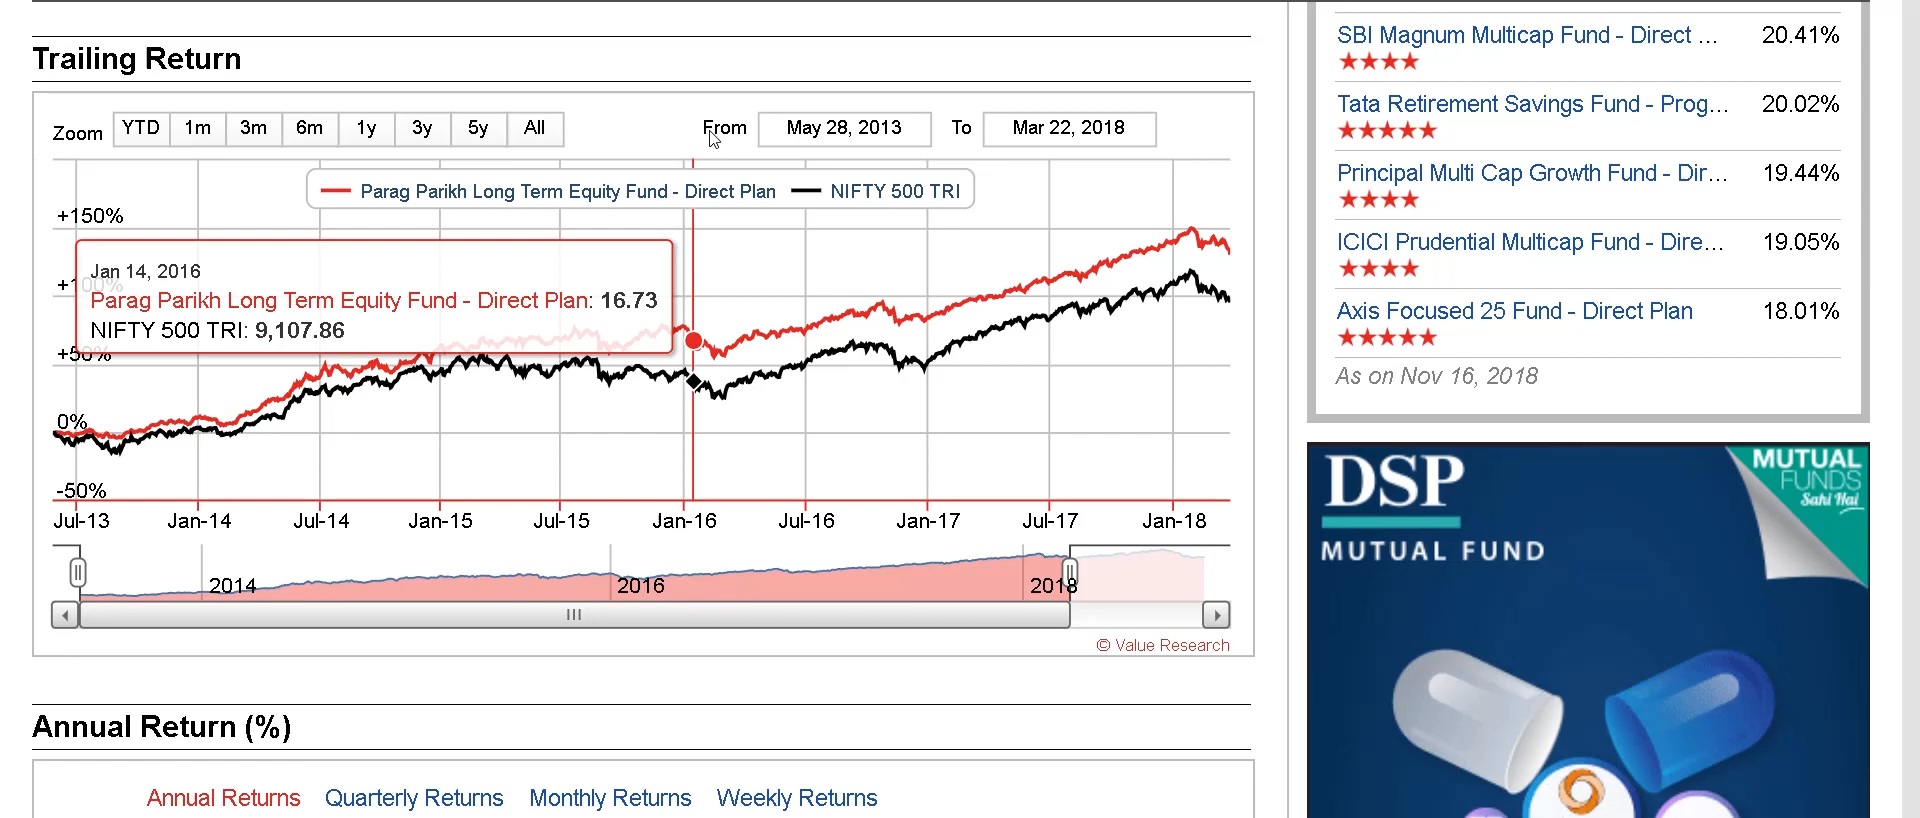 Trailing Return
Zoom YTD 1m 3m 6m 1y 3y 5y All From May 28, 2013 To Mar 22, 2018
Parag Parikh Long Term Equity Fund - Direct Plan NIFTY 500 TRI
+150%
+100%
+50%
0%
-50%
Jan 14, 2016
Parag Parikh Long Term Equity Fund - Direct Plan: 16.73
NIFTY 500 TRI: 9,107.86
Jul-13 Jan-14 Jul-14 Jan-15 Jul-15 Jan-16 Jul-16 Jan-17 Jul-17 Jan-18
2014 2016 2018
© Value Research
Annual Return (%)
Annual Returns Quarterly Returns Monthly Returns Weekly Returns
SBI Magnum Multicap Fund - Direct ... 20.41%
Tata Retirement Savings Fund - Prog... 20.02%
Principal Multi Cap Growth Fund - Dir... 19.44%
ICICI Prudential Multicap Fund - Dire... 19.05%
Axis Focused 25 Fund - Direct Plan 18.01%
As on Nov 16, 2018
DSP
MUTUAL FUND
MUTUAL
FUNDS
Sahi Hai